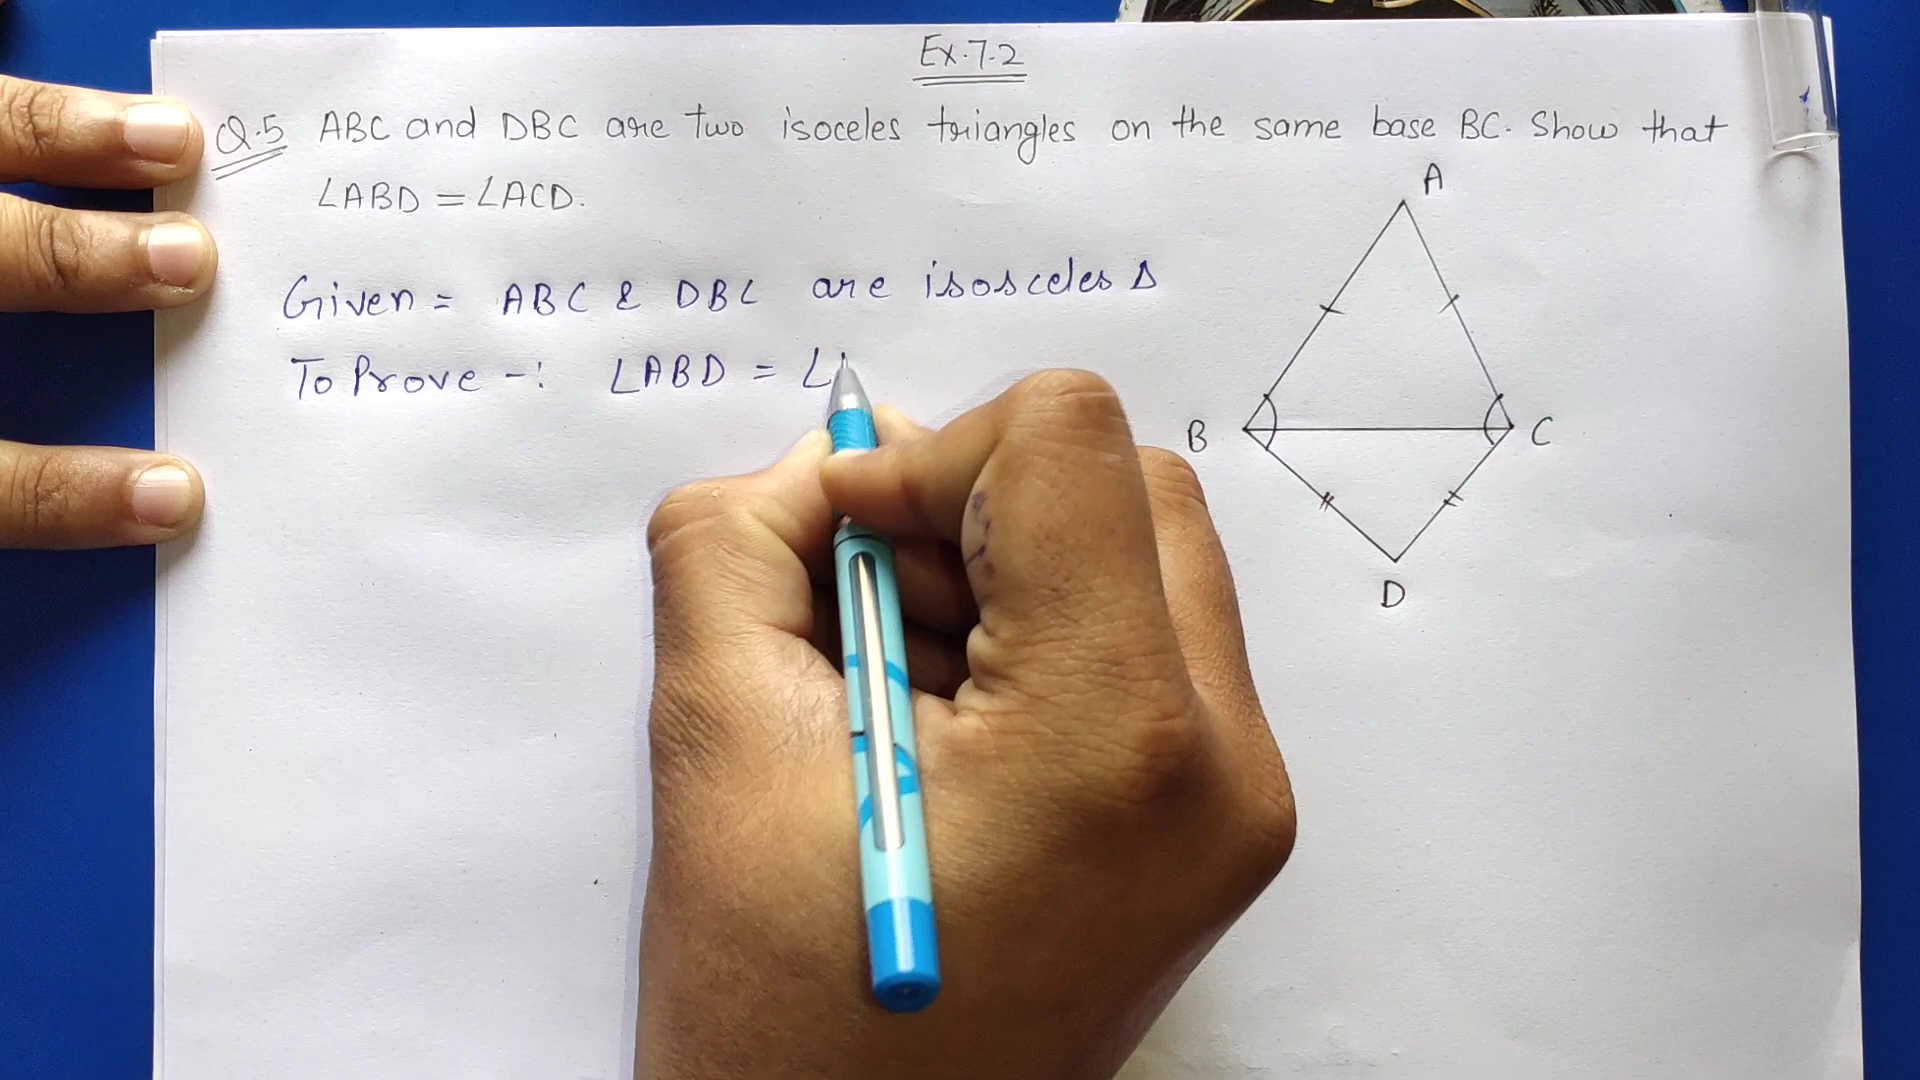 Ex.7.2
Q.5 ABC and DBC are two isoceles triangles on the same base BC. Show that
∠ABD = ∠ACD.
Given = ABC & DBC are isosceles Δ
To Prove -: ∠ABD = ∠
A
B
C
D